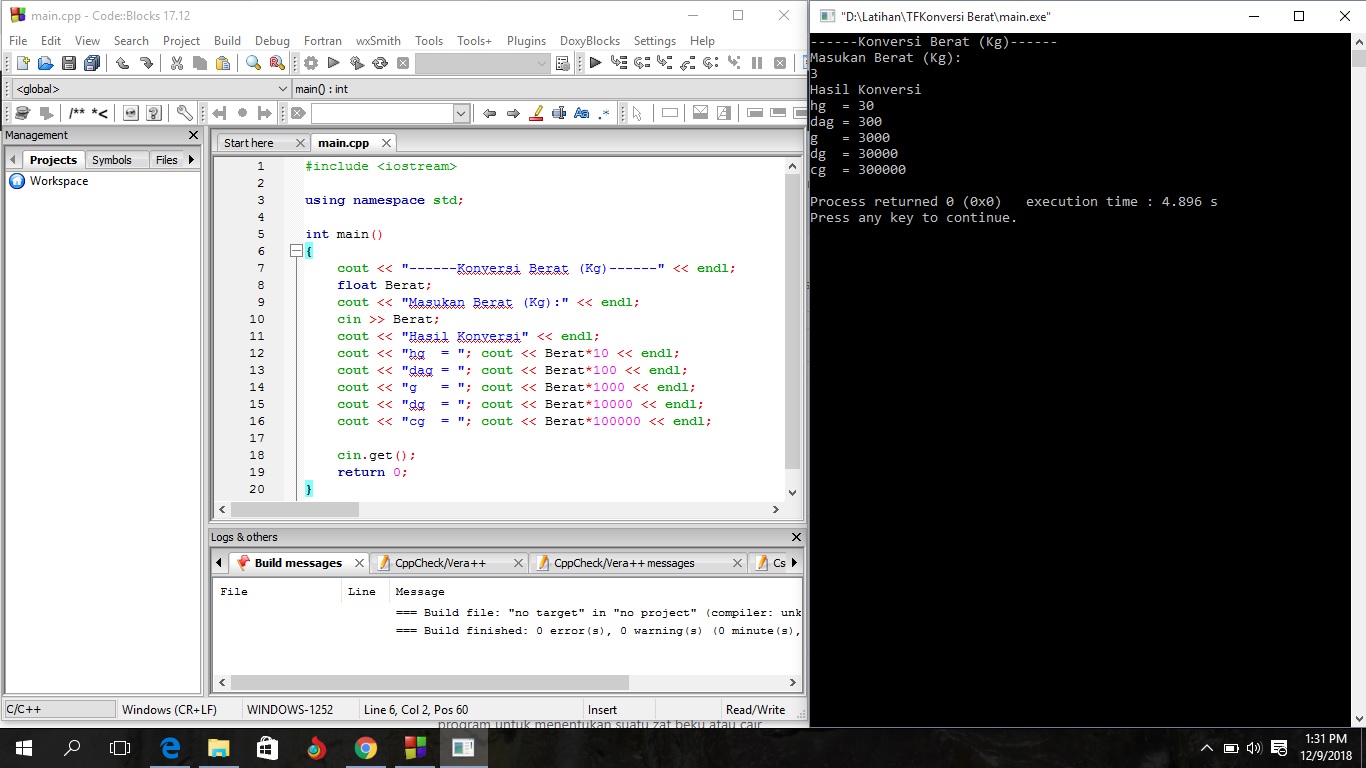 main.cpp - Code::Blocks 17.12
File Edit View Search Project Build Debug Fortran wxSmith Tools Tools+ Plugins DoxyBlocks Settings Help
<global> main() : int
/** *<
Aa .*
Management
Projects Symbols Files
Workspace
Start here main.cpp
1 #include <iostream>
2
3 using namespace std;
4
5 int main()
6 {
7 cout << "------Konversi Berat (Kg)------" << endl;
8 float Berat;
9 cout << "Masukan Berat (Kg):" << endl;
10 cin >> Berat;
11 cout << "Hasil Konversi" << endl;
12 cout << "hg  = "; cout << Berat*10 << endl;
13 cout << "dag = "; cout << Berat*100 << endl;
14 cout << "g   = "; cout << Berat*1000 << endl;
15 cout << "dg  = "; cout << Berat*10000 << endl;
16 cout << "cg  = "; cout << Berat*100000 << endl;
17
18 cin.get();
19 return 0;
20 }
Logs & others
Build messages CppCheck/Vera++ CppCheck/Vera++ messages Cs
File Line Message
=== Build file: "no target" in "no project" (compiler: unk
=== Build finished: 0 error(s), 0 warning(s) (0 minute(s),
C/C++ Windows (CR+LF) WINDOWS-1252 Line 6, Col 2, Pos 60 Insert Read/Write
program untuk menentukan suatu zat beku atau cair
"D:\Latihan\TFKonversi Berat\main.exe"
------Konversi Berat (Kg)------
Masukan Berat (Kg):
3
Hasil Konversi
hg  = 30
dag = 300
g   = 3000
dg  = 30000
cg  = 300000
Process returned 0 (0x0)   execution time : 4.896 s
Press any key to continue.
1:31 PM
12/9/2018